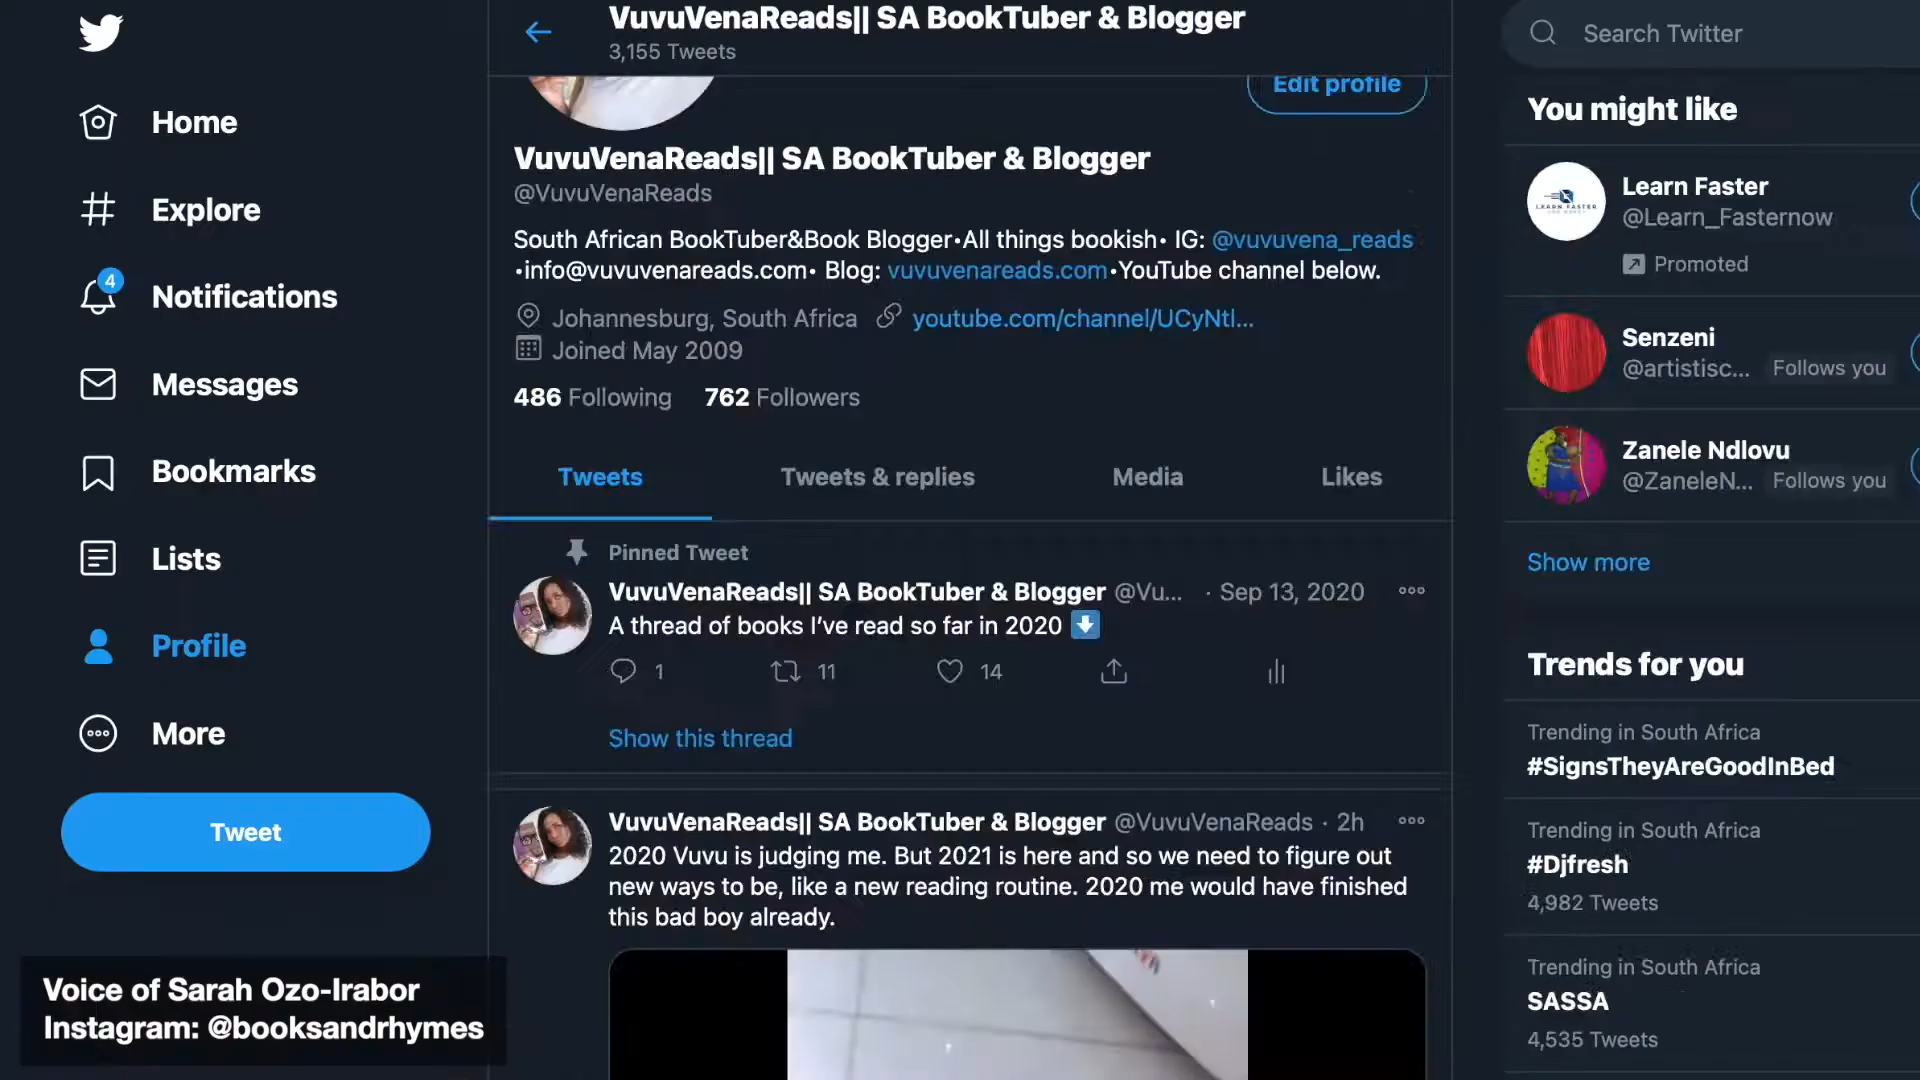 Home
Explore
4
Notifications
Messages
Bookmarks
Lists
Profile
More
Tweet
Voice of Sarah Ozo-Irabor
Instagram: @booksandrhymes
VuvuVenaReads|| SA BookTuber & Blogger
3,155 Tweets
Edit profile
VuvuVenaReads|| SA BookTuber & Blogger
@VuvuVenaReads
South African BookTuber&Book Blogger•All things bookish• IG: @vuvuvena_reads
•info@vuvuvenareads.com• Blog: vuvuvenareads.com•YouTube channel below.
Johannesburg, South Africa youtube.com/channel/UCyNtl...
Joined May 2009
486 Following 762 Followers
Tweets Tweets & replies Media Likes
Pinned Tweet
VuvuVenaReads|| SA BookTuber & Blogger @Vu... · Sep 13, 2020
A thread of books I've read so far in 2020
1 11 14
Show this thread
VuvuVenaReads|| SA BookTuber & Blogger @VuvuVenaReads · 2h
2020 Vuvu is judging me. But 2021 is here and so we need to figure out
new ways to be, like a new reading routine. 2020 me would have finished
this bad boy already.
Search Twitter
You might like
LEARN FASTER
Learn Faster
@Learn_Fasternow
Promoted
Senzeni
@artistisc... Follows you
Zanele Ndlovu
@ZaneleN... Follows you
Show more
Trends for you
Trending in South Africa
#SignsTheyAreGoodInBed
Trending in South Africa
#Djfresh
4,982 Tweets
Trending in South Africa
SASSA
4,535 Tweets